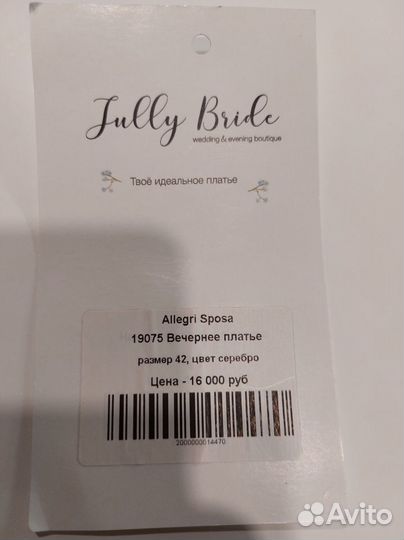 Jully Bride
wedding & evening boutique
Твоё идеальное платье
Allegri Sposa
19075 Вечернее платье
размер 42, цвет серебро
Цена - 16 000 руб
2000000014470
Avito